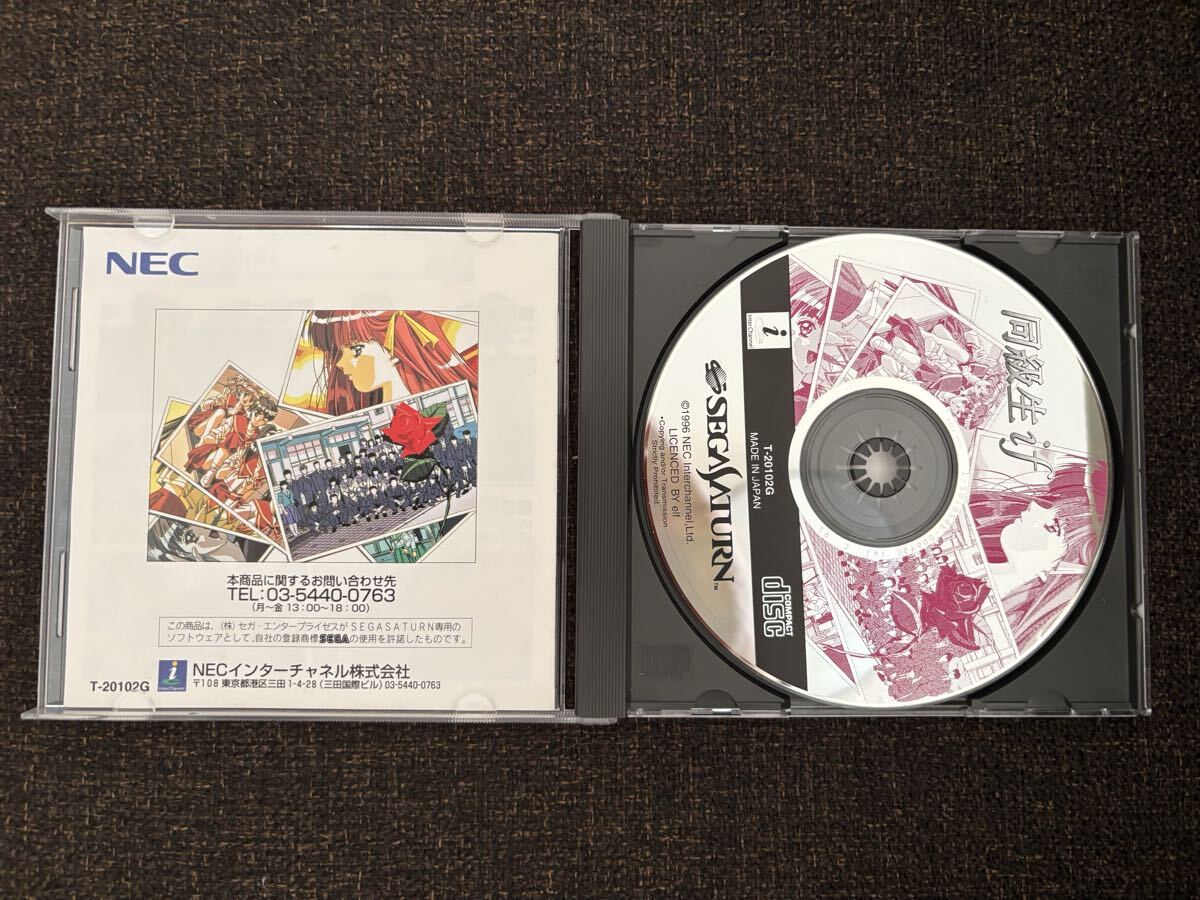 NEC
本商品に関するお問い合わせ先
TEL:03-5440-0763
(月〜金 13:00〜18:00)
この商品は、(株)セガ・エンタープライゼスがSEGASATURN専用の
ソフトウェアとして、自社の登録商標SEGAの使用を許諾したものです。
i
InterChannel
NECインターチャネル株式会社
〒108 東京都港区三田1-4-28(三田国際ビル)03-5440-0763
T-20102G
同級生if
i
InterChannel
T-20102G
MADE IN JAPAN
SEGASATURN™
©1996 NEC Interchannel,Ltd.
LICENCED BY elf
•Copying and/or Transmission
Strictly Prohibited.
COMPACT
disc